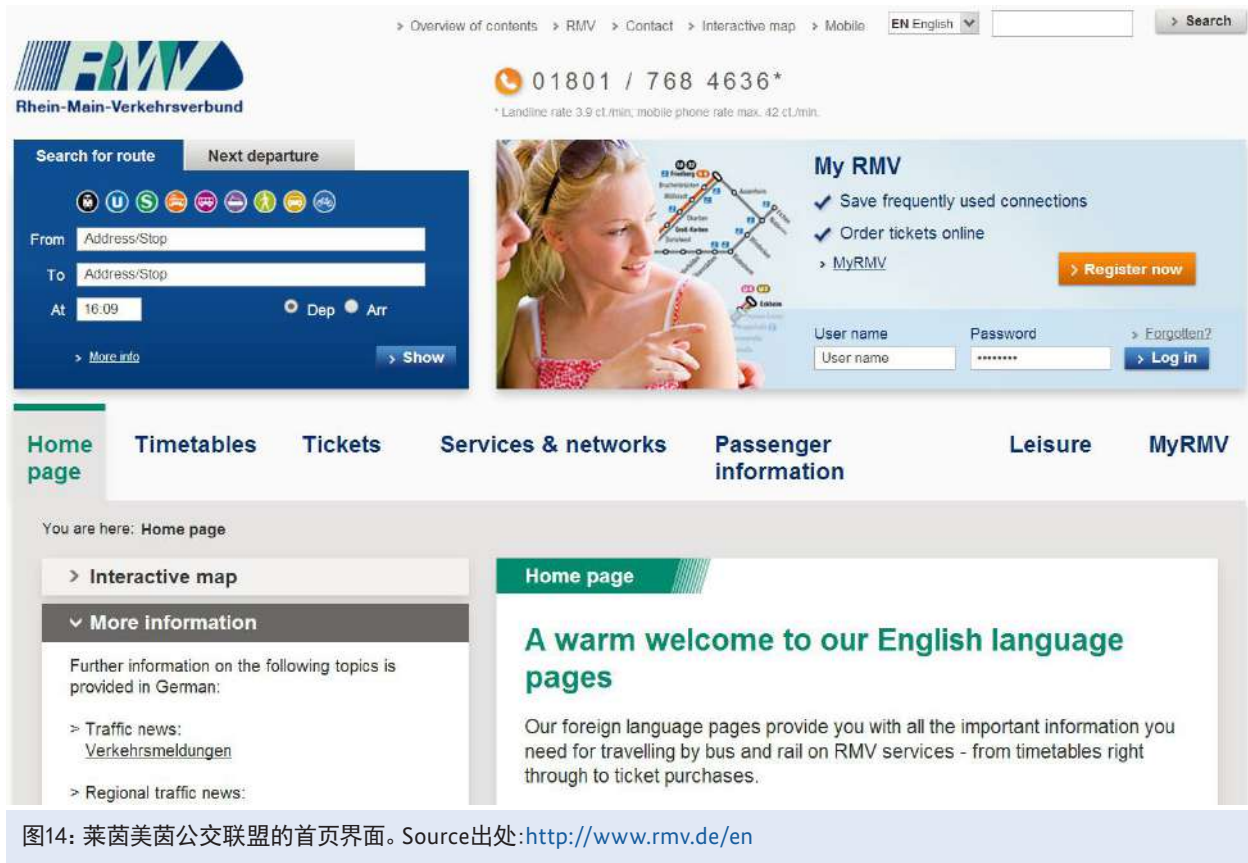 > Overview of contents > RMV > Contact > Interactive map > Mobile EN English > Search
RMV
Rhein-Main-Verkehrsverbund
01801 / 768 4636*
* Landline rate 3.9 ct./min, mobile phone rate max. 42 ct./min.
Search for route Next departure
U S
From Address/Stop
To Address/Stop
At 16:09 Dep Arr
> More info > Show
Friedberg
Groß-Karben
My RMV
Save frequently used connections
Order tickets online
> MyRMV
> Register now
User name Password > Forgotten?
User name •••••••• > Log in
Home page
Timetables
Tickets
Services & networks
Passenger information
Leisure
MyRMV
You are here: Home page
> Interactive map
More information
Further information on the following topics is
provided in German:
> Traffic news:
Verkehrsmeldungen
> Regional traffic news:
Home page
A warm welcome to our English language
pages
Our foreign language pages provide you with all the important information you
need for travelling by bus and rail on RMV services - from timetables right
through to ticket purchases.
图14: 莱茵美茵公交联盟的首页界面。Source出处:http://www.rmv.de/en